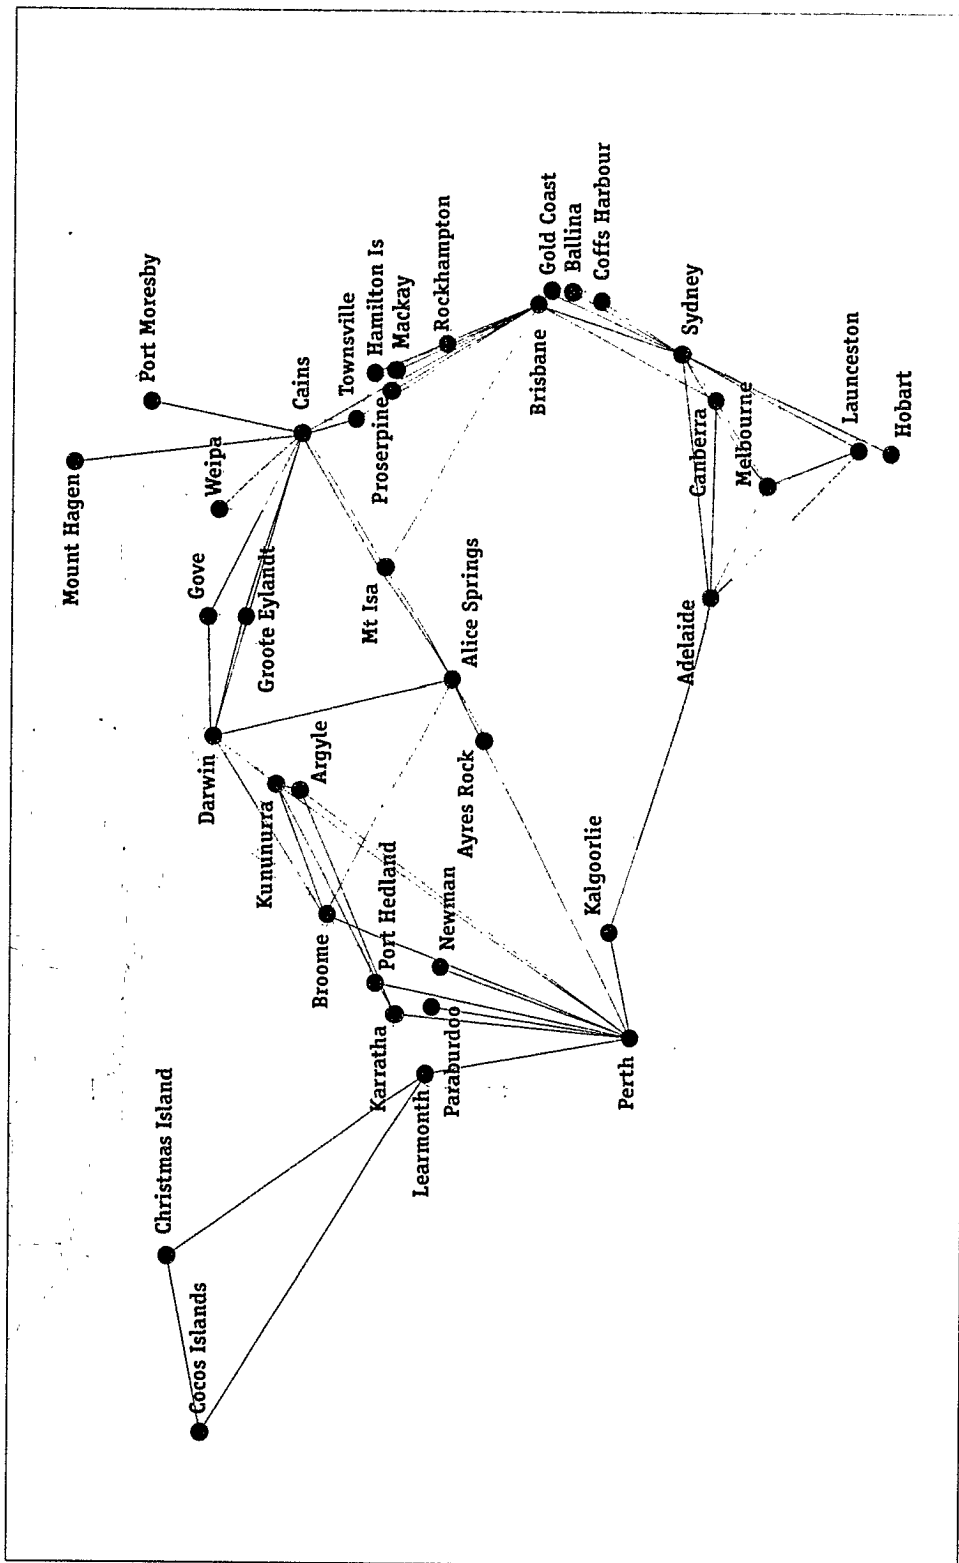 Mount Hagen
Port Moresby
Weipa
Cains
Gove
Groote Eylandt
Darwin
Kununurra
Argyle
Townsville
Hamilton Is
Mackay
Proserpine
Rockhampton
Mt Isa
Alice Springs
Ayres Rock
Broome
Port Hedland
Newman
Karratha
Paraburdoo
Learmonth
Christmas Island
Cocos Islands
Perth
Kalgoorlie
Adelaide
Brisbane
Gold Coast
Ballina
Coffs Harbour
Sydney
Canberra
Melbourne
Launceston
Hobart